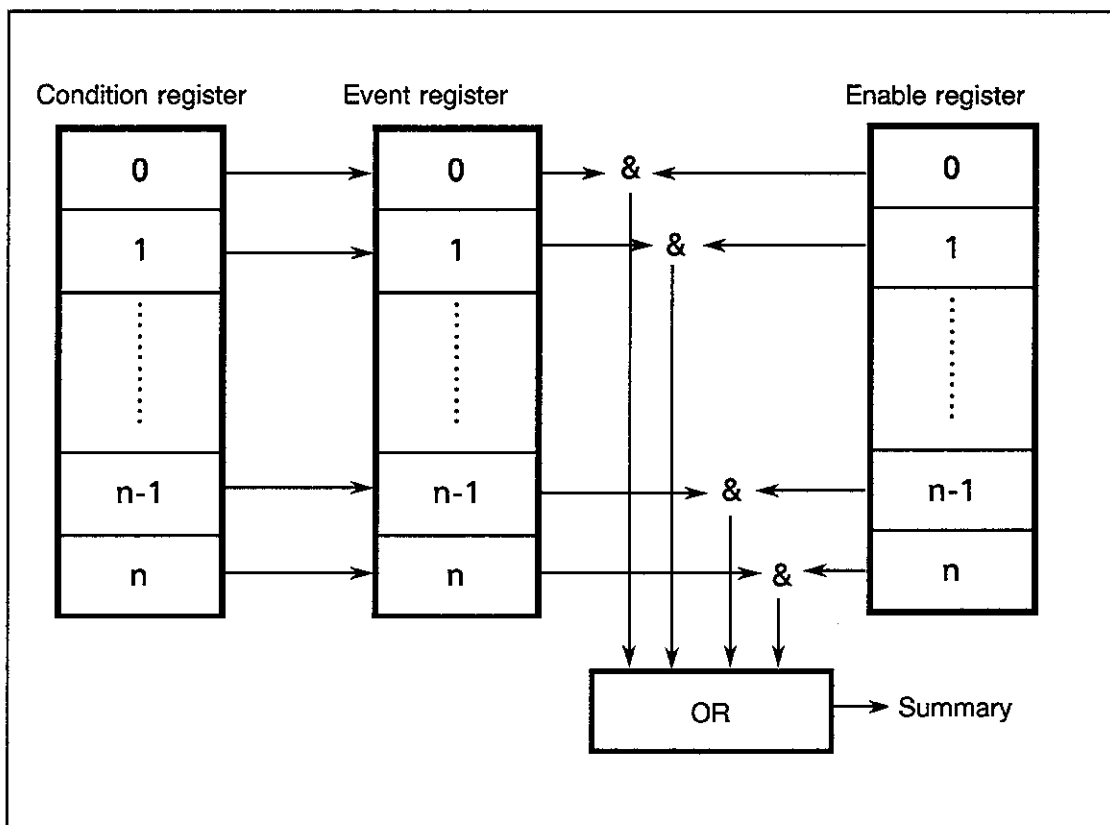 Condition register
Event register
Enable register
0
0
&
0
1
1
&
1
n-1
n-1
&
n-1
n
n
&
n
OR
Summary